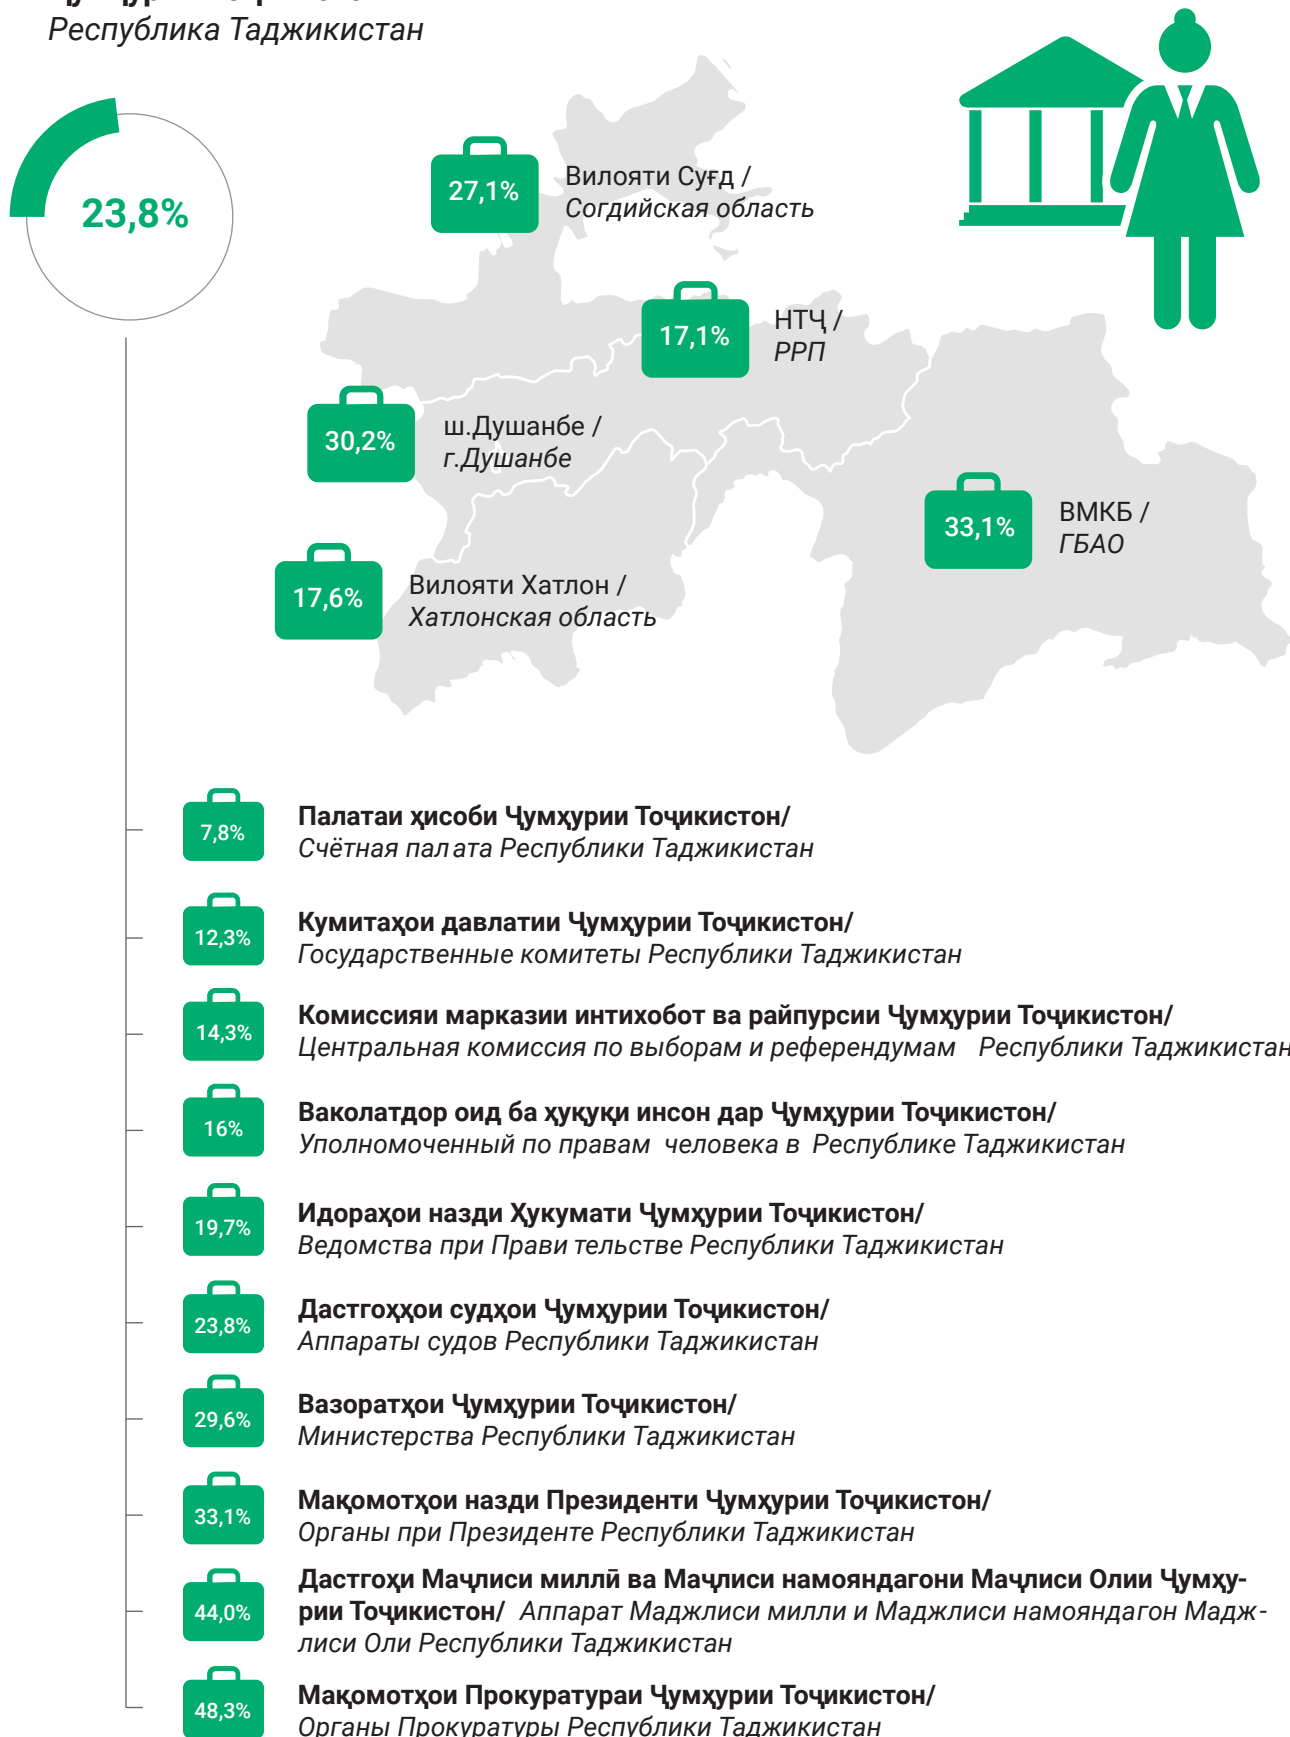 Республика Таджикистан
23,8%
27,1%
Вилояти Суғд /
Согдийская область
17,1%
НТҶ /
РРП
30,2%
ш.Душанбе /
г.Душанбе
33,1%
ВМКБ /
ГБАО
17,6%
Вилояти Хатлон /
Хатлонская область
7,8%
Палатаи ҳисоби Ҷумҳурии Тоҷикистон/
Счётная палата Республики Таджикистан
12,3%
Кумитаҳои давлатии Ҷумҳурии Тоҷикистон/
Государственные комитеты Республики Таджикистан
14,3%
Комиссияи марказии интихобот ва райпурсии Ҷумҳурии Тоҷикистон/
Центральная комиссия по выборам и референдумам Республики Таджикистан
16%
Ваколатдор оид ба ҳуқуқи инсон дар Ҷумҳурии Тоҷикистон/
Уполномоченный по правам человека в Республике Таджикистан
19,7%
Идораҳои назди Ҳукумати Ҷумҳурии Тоҷикистон/
Ведомства при Правительстве Республики Таджикистан
23,8%
Дастгоҳҳои судҳои Ҷумҳурии Тоҷикистон/
Аппараты судов Республики Таджикистан
29,6%
Вазоратҳои Ҷумҳурии Тоҷикистон/
Министерства Республики Таджикистан
33,1%
Мақомотҳои назди Президенти Ҷумҳурии Тоҷикистон/
Органы при Президенте Республики Таджикистан
44,0%
Дастгоҳи Маҷлиси миллӣ ва Маҷлиси намояндагони Маҷлиси Олии Ҷумҳу-
рии Тоҷикистон/ Аппарат Маджлиси милли и Маджлиси намояндагон Мадж-
лиси Оли Республики Таджикистан
48,3%
Мақомотҳои Прокуратураи Ҷумҳурии Тоҷикистон/
Органы Прокуратуры Республики Таджикистан